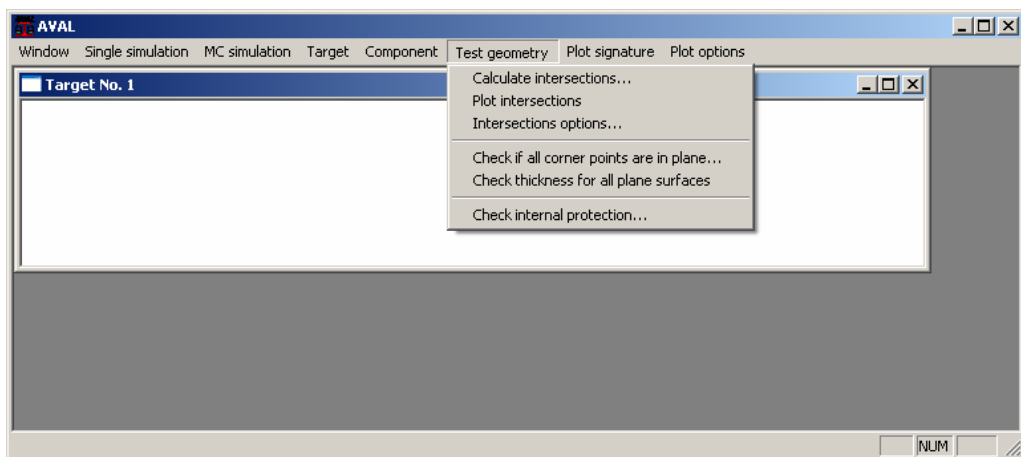 AVAL
Window Single simulation MC simulation Target Component Test geometry Plot signature Plot options
Target No. 1
Calculate intersections...
Plot intersections
Intersections options...
Check if all corner points are in plane...
Check thickness for all plane surfaces
Check internal protection...
NUM